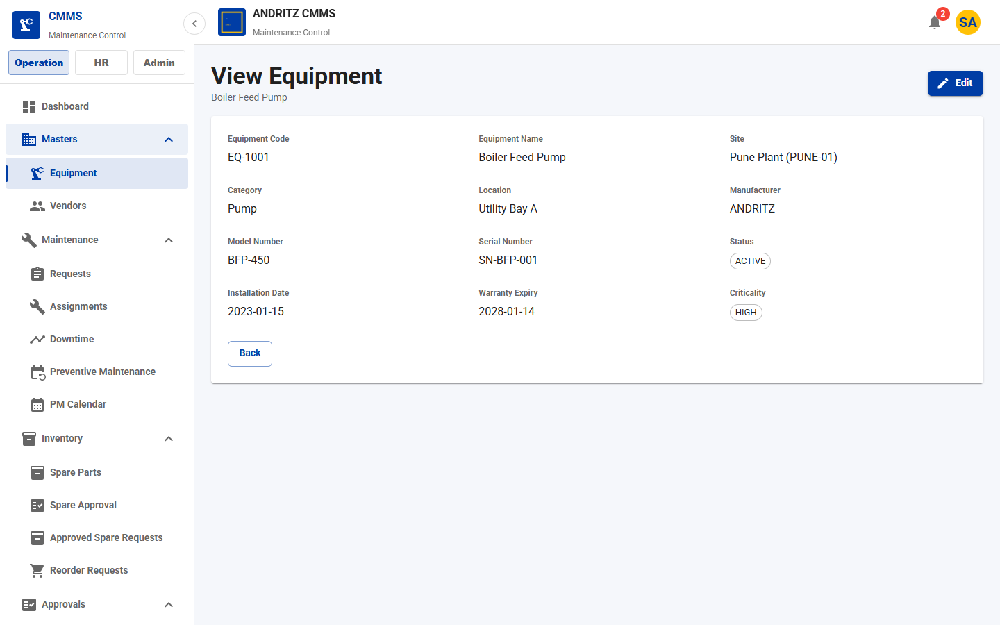 CMMS
Maintenance Control
Operation
HR
Admin
Dashboard
Masters
Equipment
Vendors
Maintenance
Requests
Assignments
Downtime
Preventive Maintenance
PM Calendar
Inventory
Spare Parts
Spare Approval
Approved Spare Requests
Reorder Requests
Approvals
ANDRITZ CMMS
Maintenance Control
2
SA
View Equipment
Boiler Feed Pump
Edit
Equipment Code
EQ-1001
Equipment Name
Boiler Feed Pump
Site
Pune Plant (PUNE-01)
Category
Pump
Location
Utility Bay A
Manufacturer
ANDRITZ
Model Number
BFP-450
Serial Number
SN-BFP-001
Status
ACTIVE
Installation Date
2023-01-15
Warranty Expiry
2028-01-14
Criticality
HIGH
Back